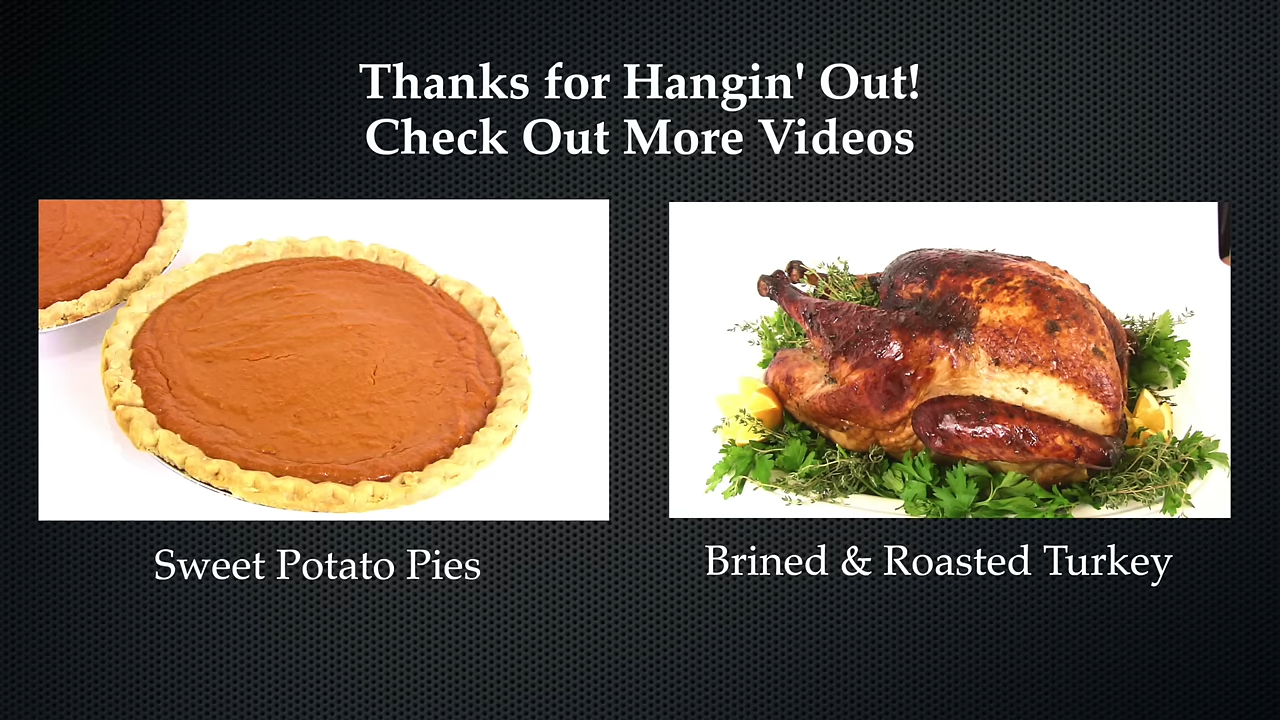 Thanks for Hangin' Out!
Check Out More Videos
Sweet Potato Pies
Brined & Roasted Turkey